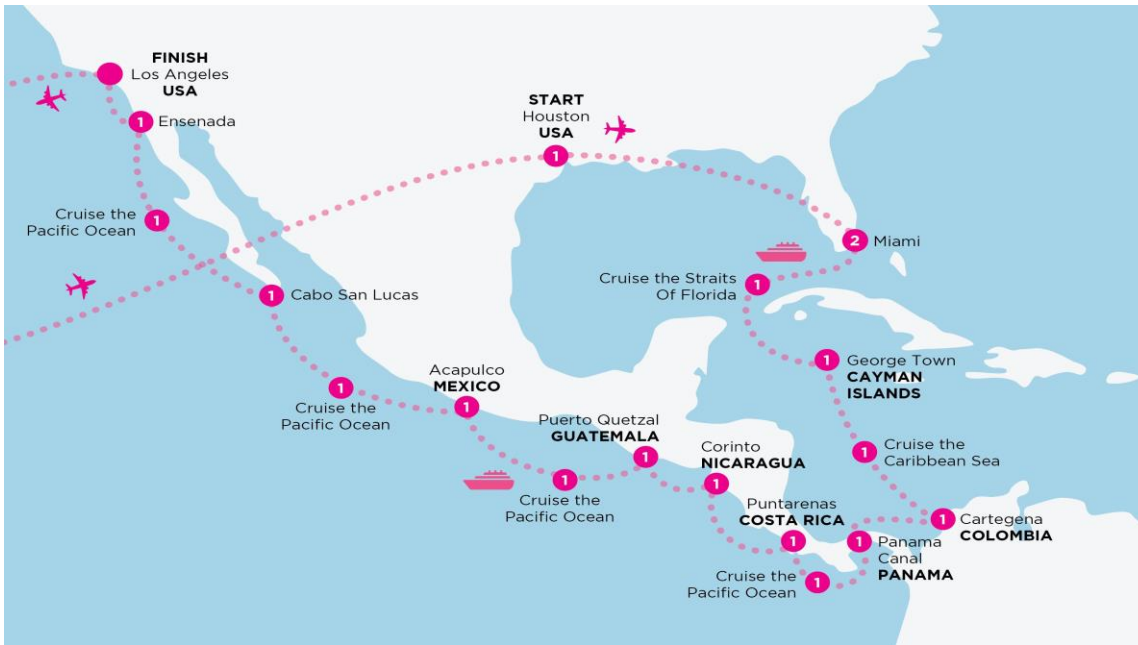 FINISH
Los Angeles
USA
1
Ensenada
START
Houston
USA
1
Cruise the
Pacific Ocean
1
2
Miami
Cruise the Straits
Of Florida
1
1
Cabo San Lucas
1
George Town
CAYMAN
ISLANDS
Acapulco
MEXICO
1
1
Cruise the
Pacific Ocean
Puerto Quetzal
GUATEMALA
1
Corinto
NICARAGUA
1
1
Cruise the
Caribbean Sea
1
Cruise the
Pacific Ocean
Puntarenas
COSTA RICA
1
1
Cartegena
COLOMBIA
1
Panama
Canal
PANAMA
Cruise the
Pacific Ocean
1